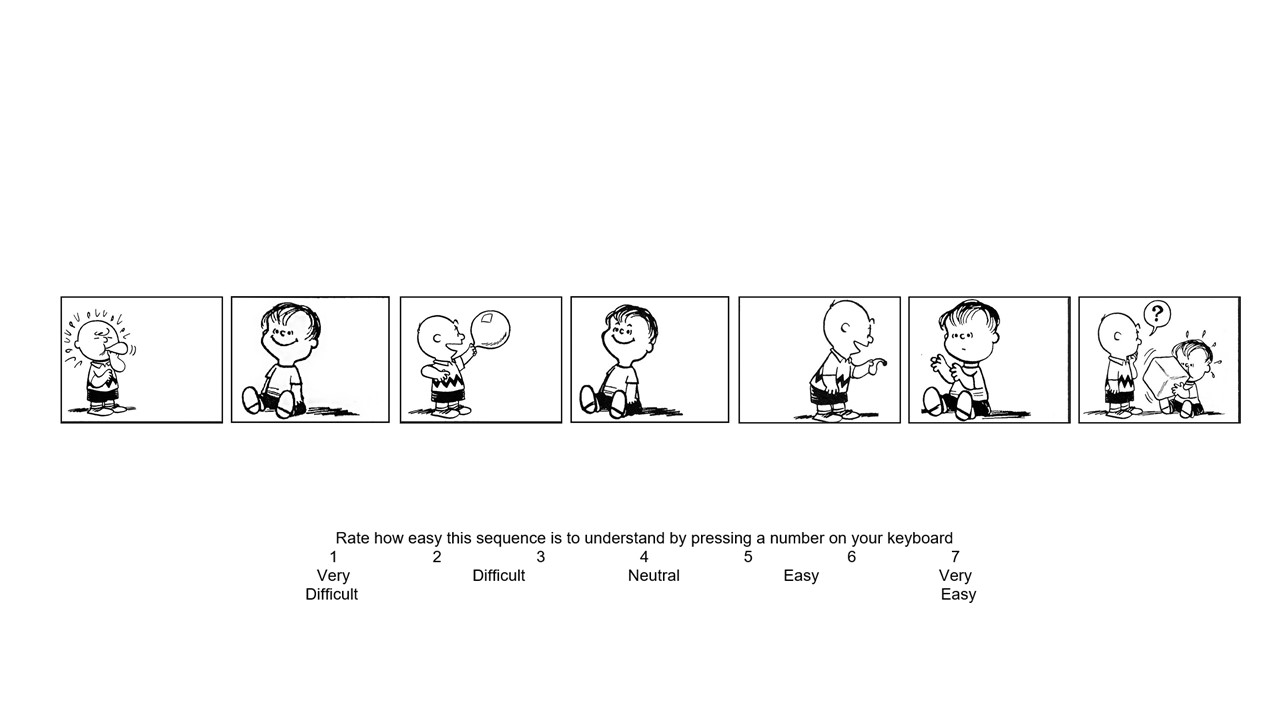 ?
Rate how easy this sequence is to understand by pressing a number on your keyboard
1 2 3 4 5 6 7
Very Difficult Neutral Easy Very
Difficult Easy